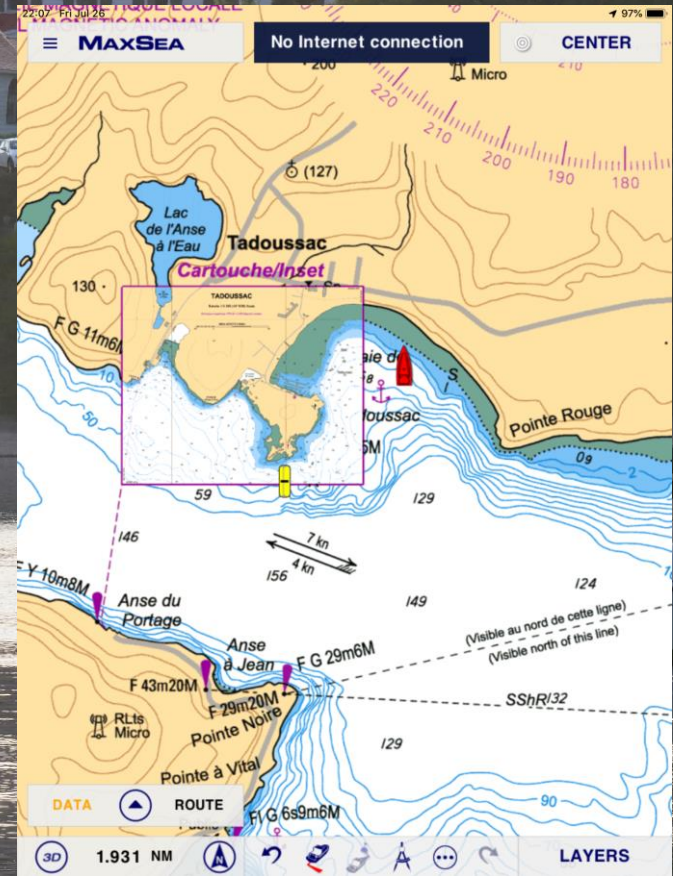 22:07 Fri Jul 26
97%
MAGNETIC ANOMALY
MAXSEA
No Internet connection
CENTER
200
Micro
210
220
210
200
190
180
(127)
Lac
de l'Anse
à l'Eau
Tadoussac
Cartouche/Inset
130
TADOUSSAC
F G 11m6M
10
50
Pointe Rouge
09
2
59
129
146
7 kn
4 kn
156
149
124
F Y 10m8M
Anse du
Portage
(Visible au nord de cette ligne)
(Visible north of this line)
Anse
à Jean
F G 29m6M
F 43m20M
F 29m20M
SShR132
Pointe Noire
RLts
Micro
129
Pointe à Vital
90
DATA
ROUTE
Fl G 6s9m6M
3D
1.931 NM
N
LAYERS